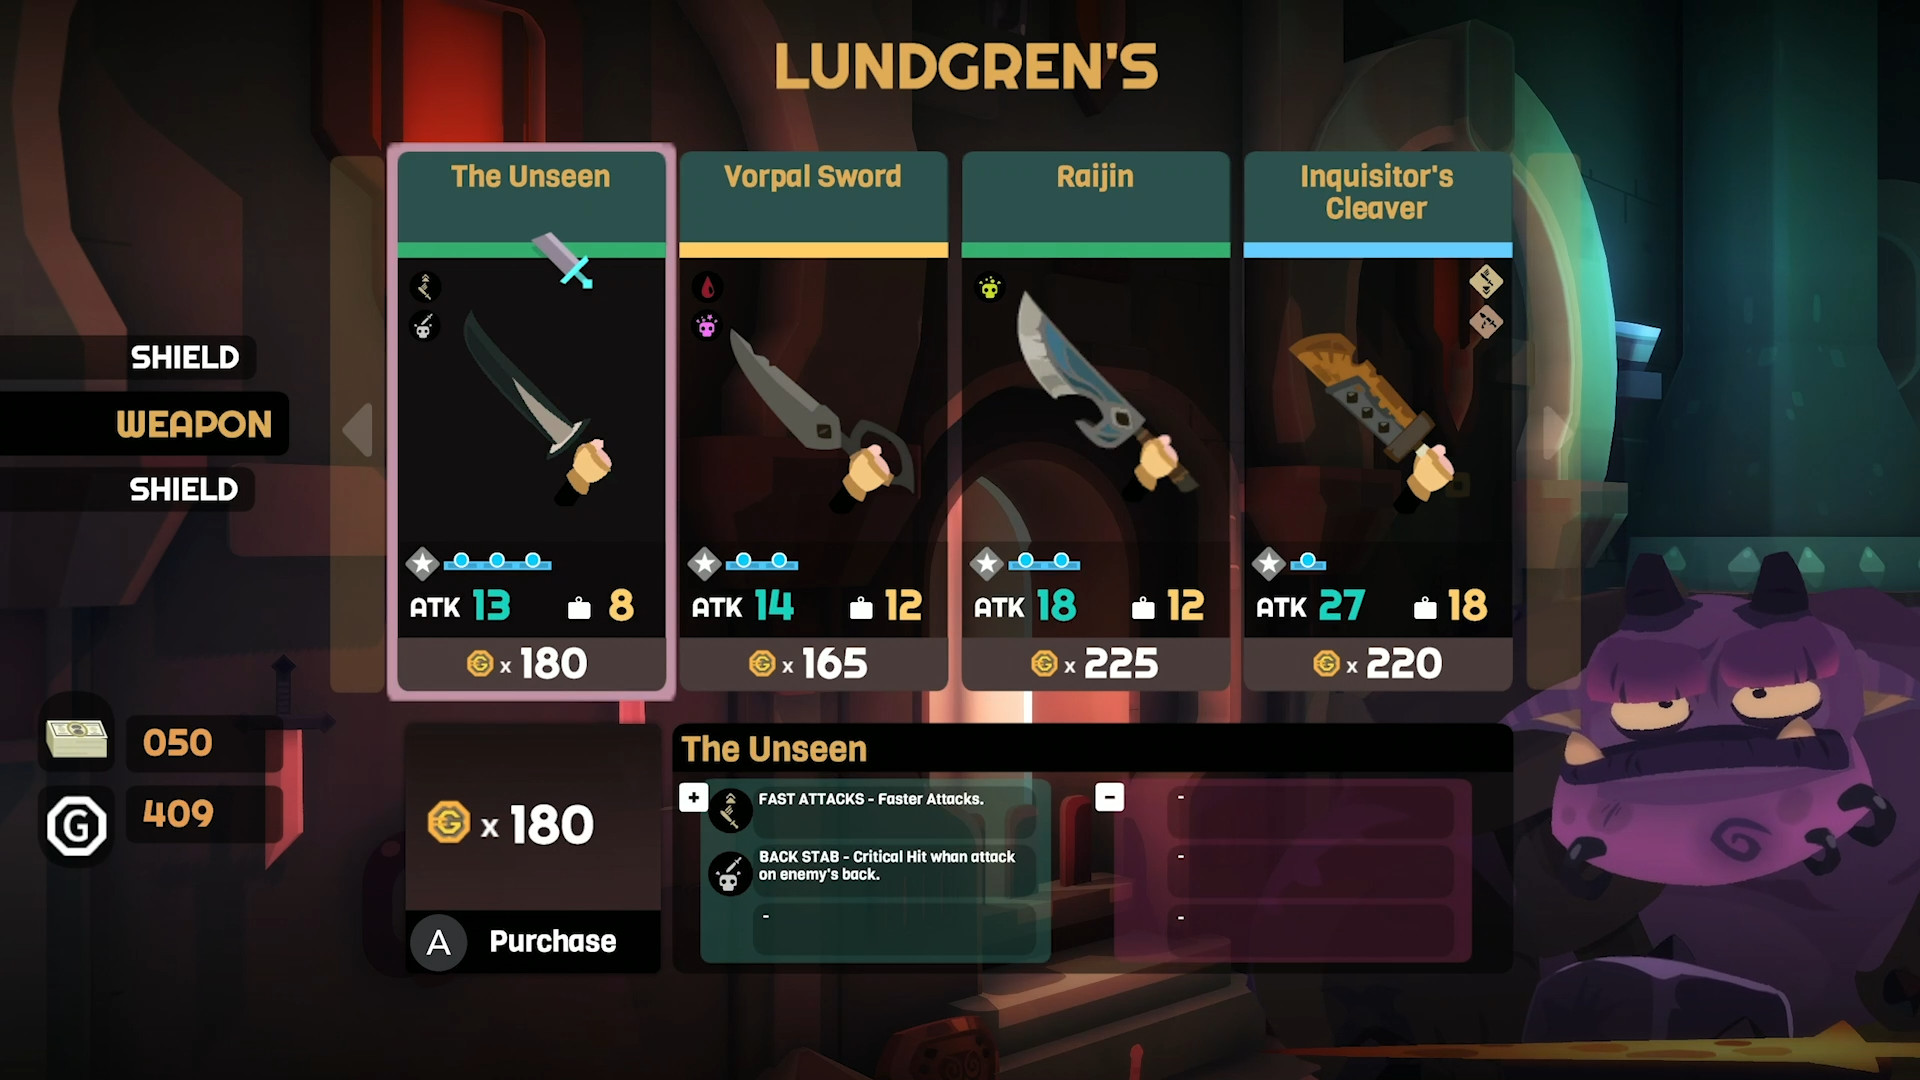 LUNDGREN'S
SHIELD
WEAPON
SHIELD
The Unseen
ATK 13 8
x 180
Vorpal Sword
ATK 14 12
x 165
Raijin
ATK 18 12
x 225
Inquisitor's
Cleaver
ATK 27 18
x 220
050
G 409
x 180
A Purchase
The Unseen
+
FAST ATTACKS - Faster Attacks.
BACK STAB - Critical Hit whan attack
on enemy's back.
-
-
-
-
-